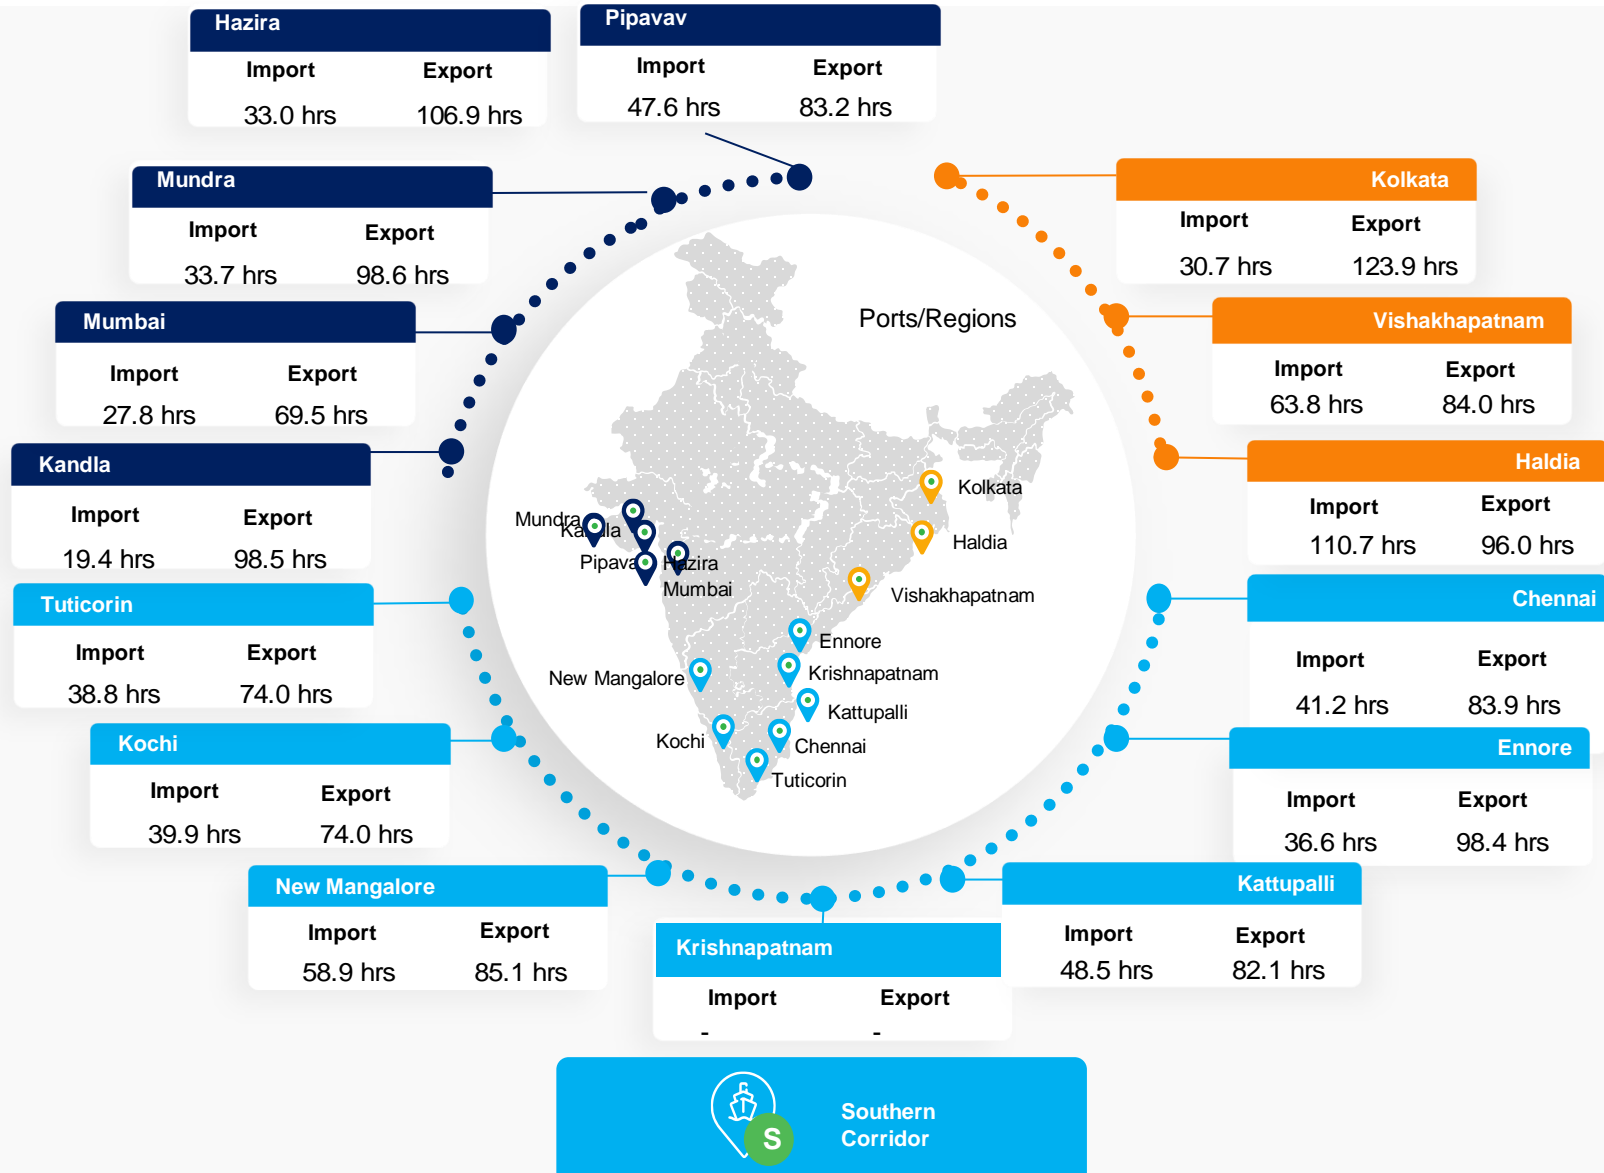 Hazira
Import Export
33.0 hrs 106.9 hrs
Pipavav
Import Export
47.6 hrs 83.2 hrs
Mundra
Import Export
33.7 hrs 98.6 hrs
Kolkata
Import Export
30.7 hrs 123.9 hrs
Mumbai
Import Export
27.8 hrs 69.5 hrs
Vishakhapatnam
Import Export
63.8 hrs 84.0 hrs
Kandla
Import Export
19.4 hrs 98.5 hrs
Haldia
Import Export
110.7 hrs 96.0 hrs
Tuticorin
Import Export
38.8 hrs 74.0 hrs
Chennai
Import Export
41.2 hrs 83.9 hrs
Kochi
Import Export
39.9 hrs 74.0 hrs
Ennore
Import Export
36.6 hrs 98.4 hrs
New Mangalore
Import Export
58.9 hrs 85.1 hrs
Krishnapatnam
Import Export
- -
Kattupalli
Import Export
48.5 hrs 82.1 hrs
Ports/Regions
Kolkata
Mundra
Kandla
Haldia
Pipavav
Hazira
Mumbai
Vishakhapatnam
Ennore
New Mangalore
Krishnapatnam
Kattupalli
Kochi
Chennai
Tuticorin
S
Southern
Corridor